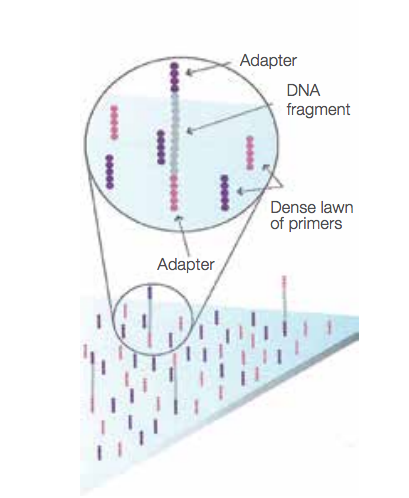 Adapter
DNA
fragment
Dense lawn
of primers
Adapter